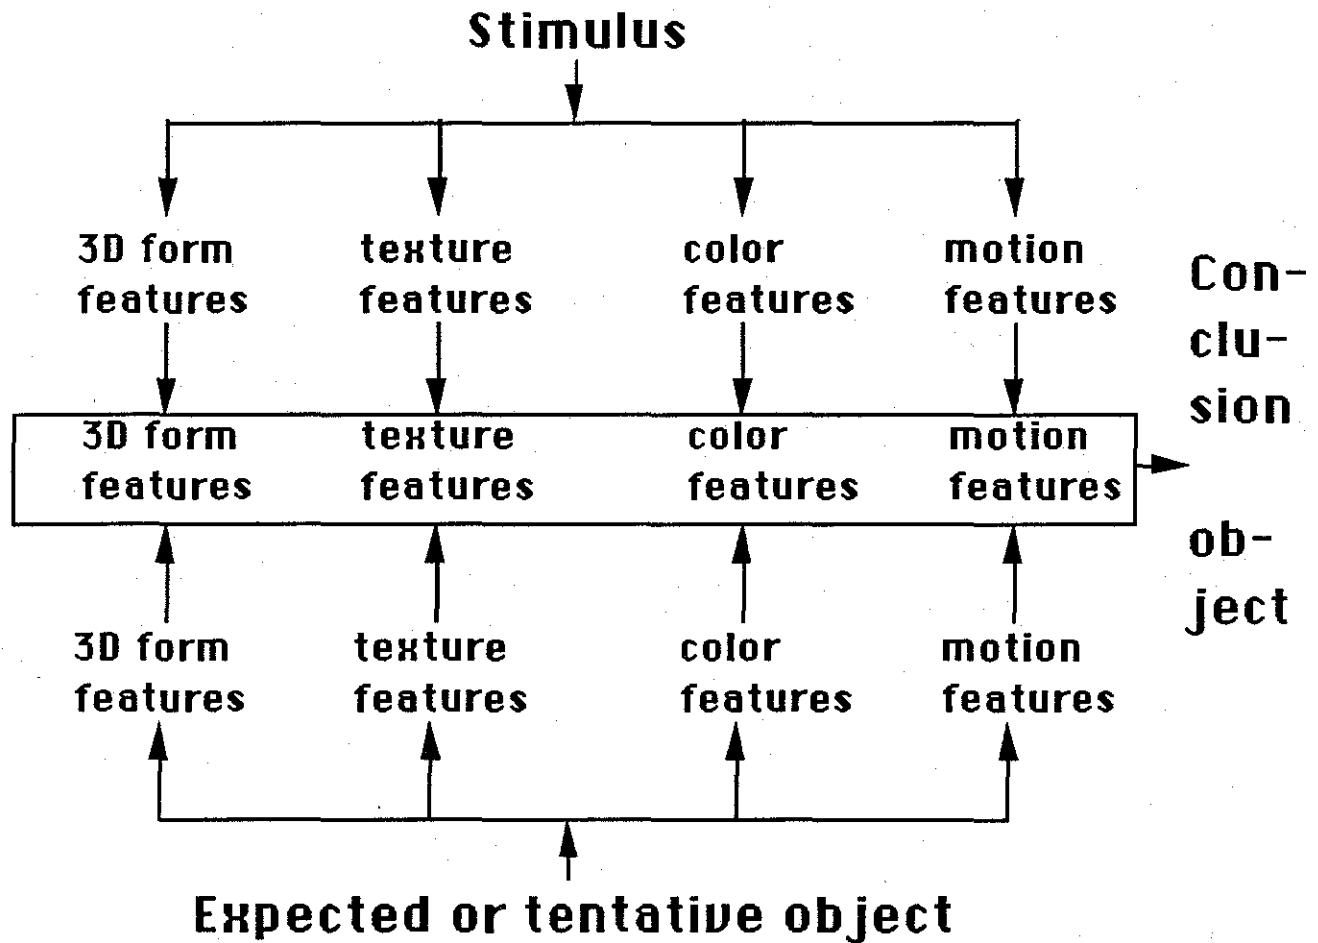 Stimulus
3D form texture color motion
features features features features
3D form texture color motion
features features features features
3D form texture color motion
features features features features
Expected or tentative object
Con-
clu-
sion
ob-
ject